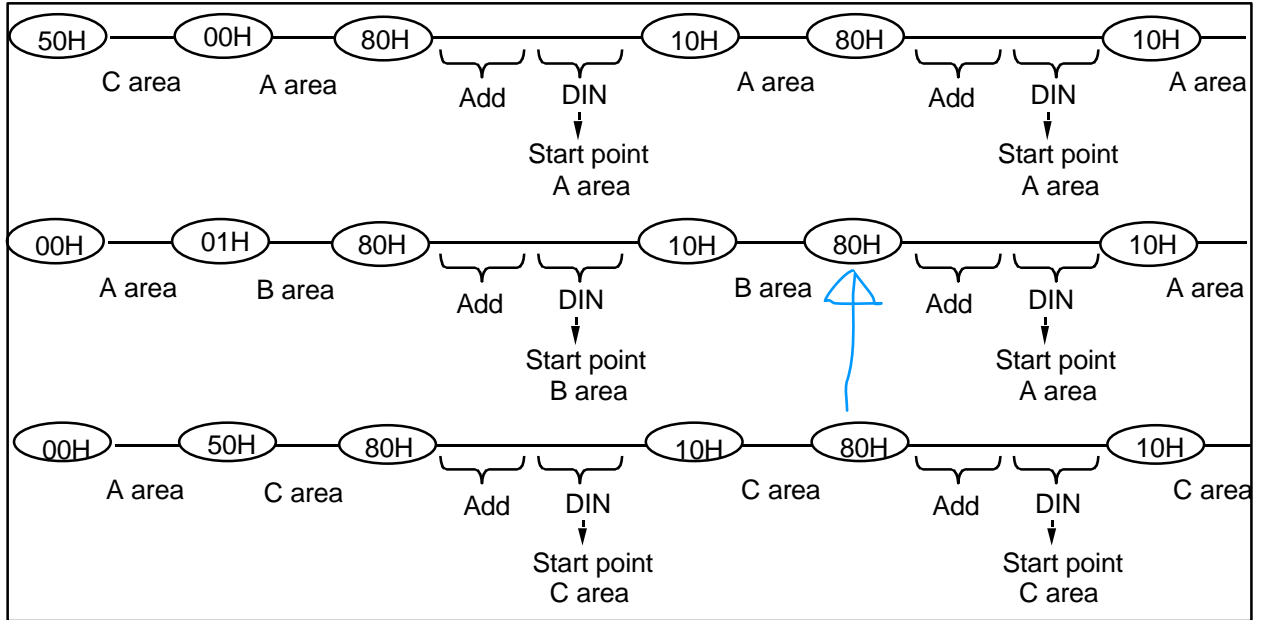 50H 00H 80H 10H 80H 10H
C area A area A area A area
Add DIN Add DIN
Start point Start point
A area A area
00H 01H 80H 10H 80H 10H
A area B area B area A area
Add DIN Add DIN
Start point Start point
B area A area
00H 50H 80H 10H 80H 10H
A area C area C area C area
Add DIN Add DIN
Start point Start point
C area C area